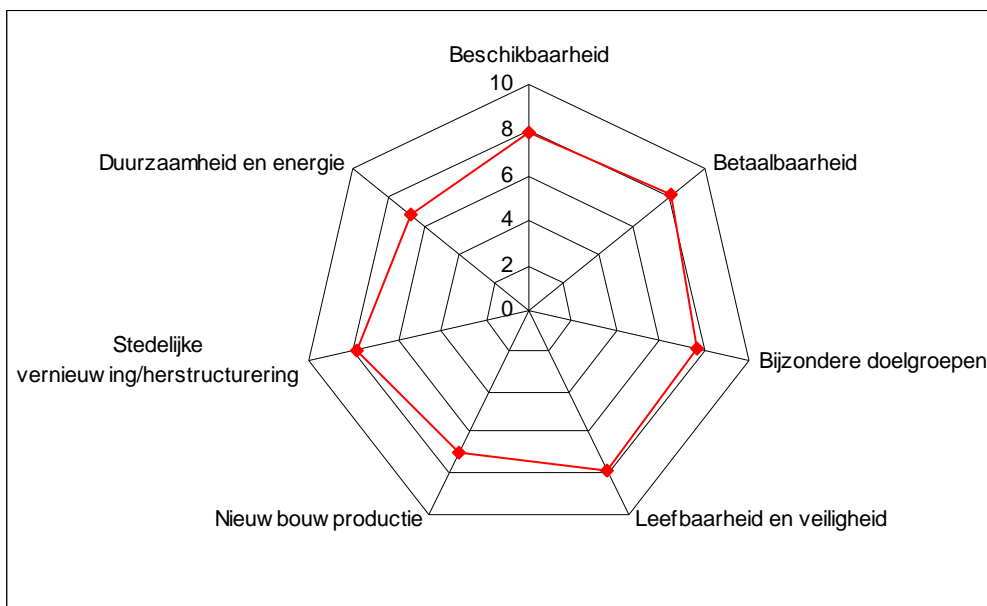 Beschikbaarheid
10
Duurzaamheid en energie
8
Betaalbaarheid
6
4
2
0
Stedelijke
vernieuw ing/herstructurering
Bijzondere doelgroepen
Nieuw bouw productie
Leefbaarheid en veiligheid